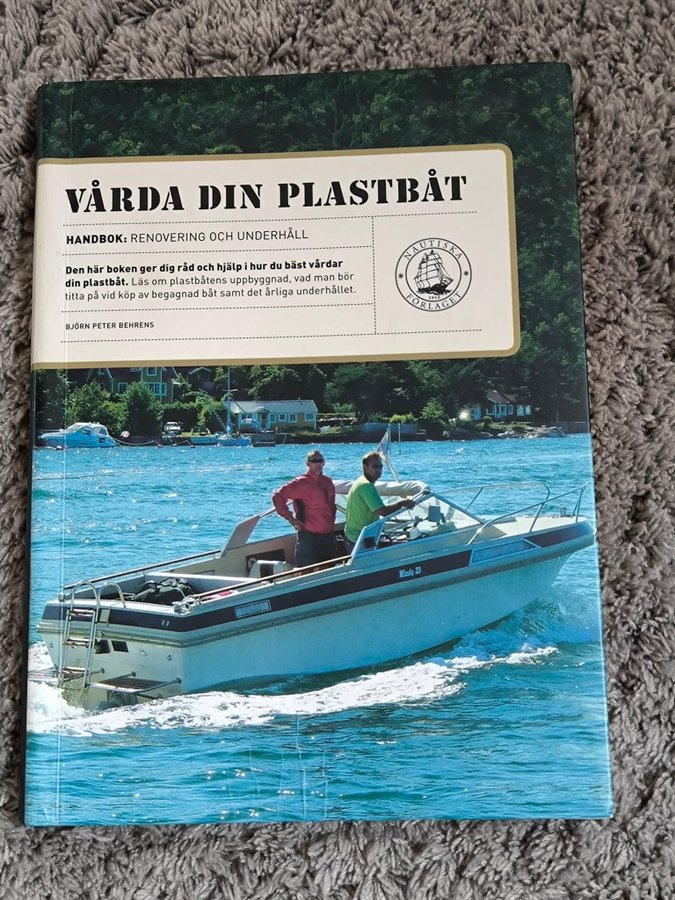 VÅRDA DIN PLASTBÅT
HANDBOK: RENOVERING OCH UNDERHÅLL
Den här boken ger dig råd och hjälp i hur du bäst vårdar
din plastbåt. Läs om plastbåtens uppbyggnad, vad man bör
titta på vid köp av begagnad båt samt det årliga underhållet.
BJÖRN PETER BEHRENS
NAUTISKA
FÖRLAGET
Windy 23